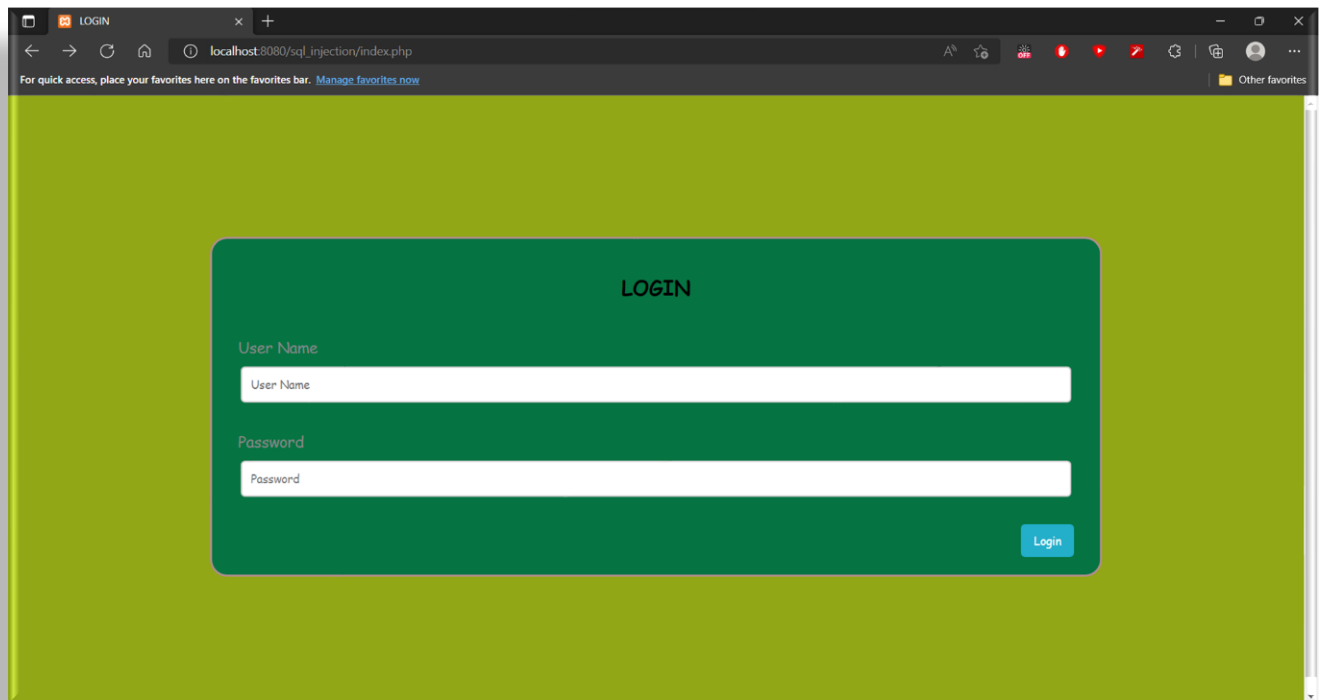 LOGIN
localhost:8080/sql_injection/index.php
For quick access, place your favorites here on the favorites bar. Manage favorites now
Other favorites
LOGIN
User Name
User Name
Password
Password
Login